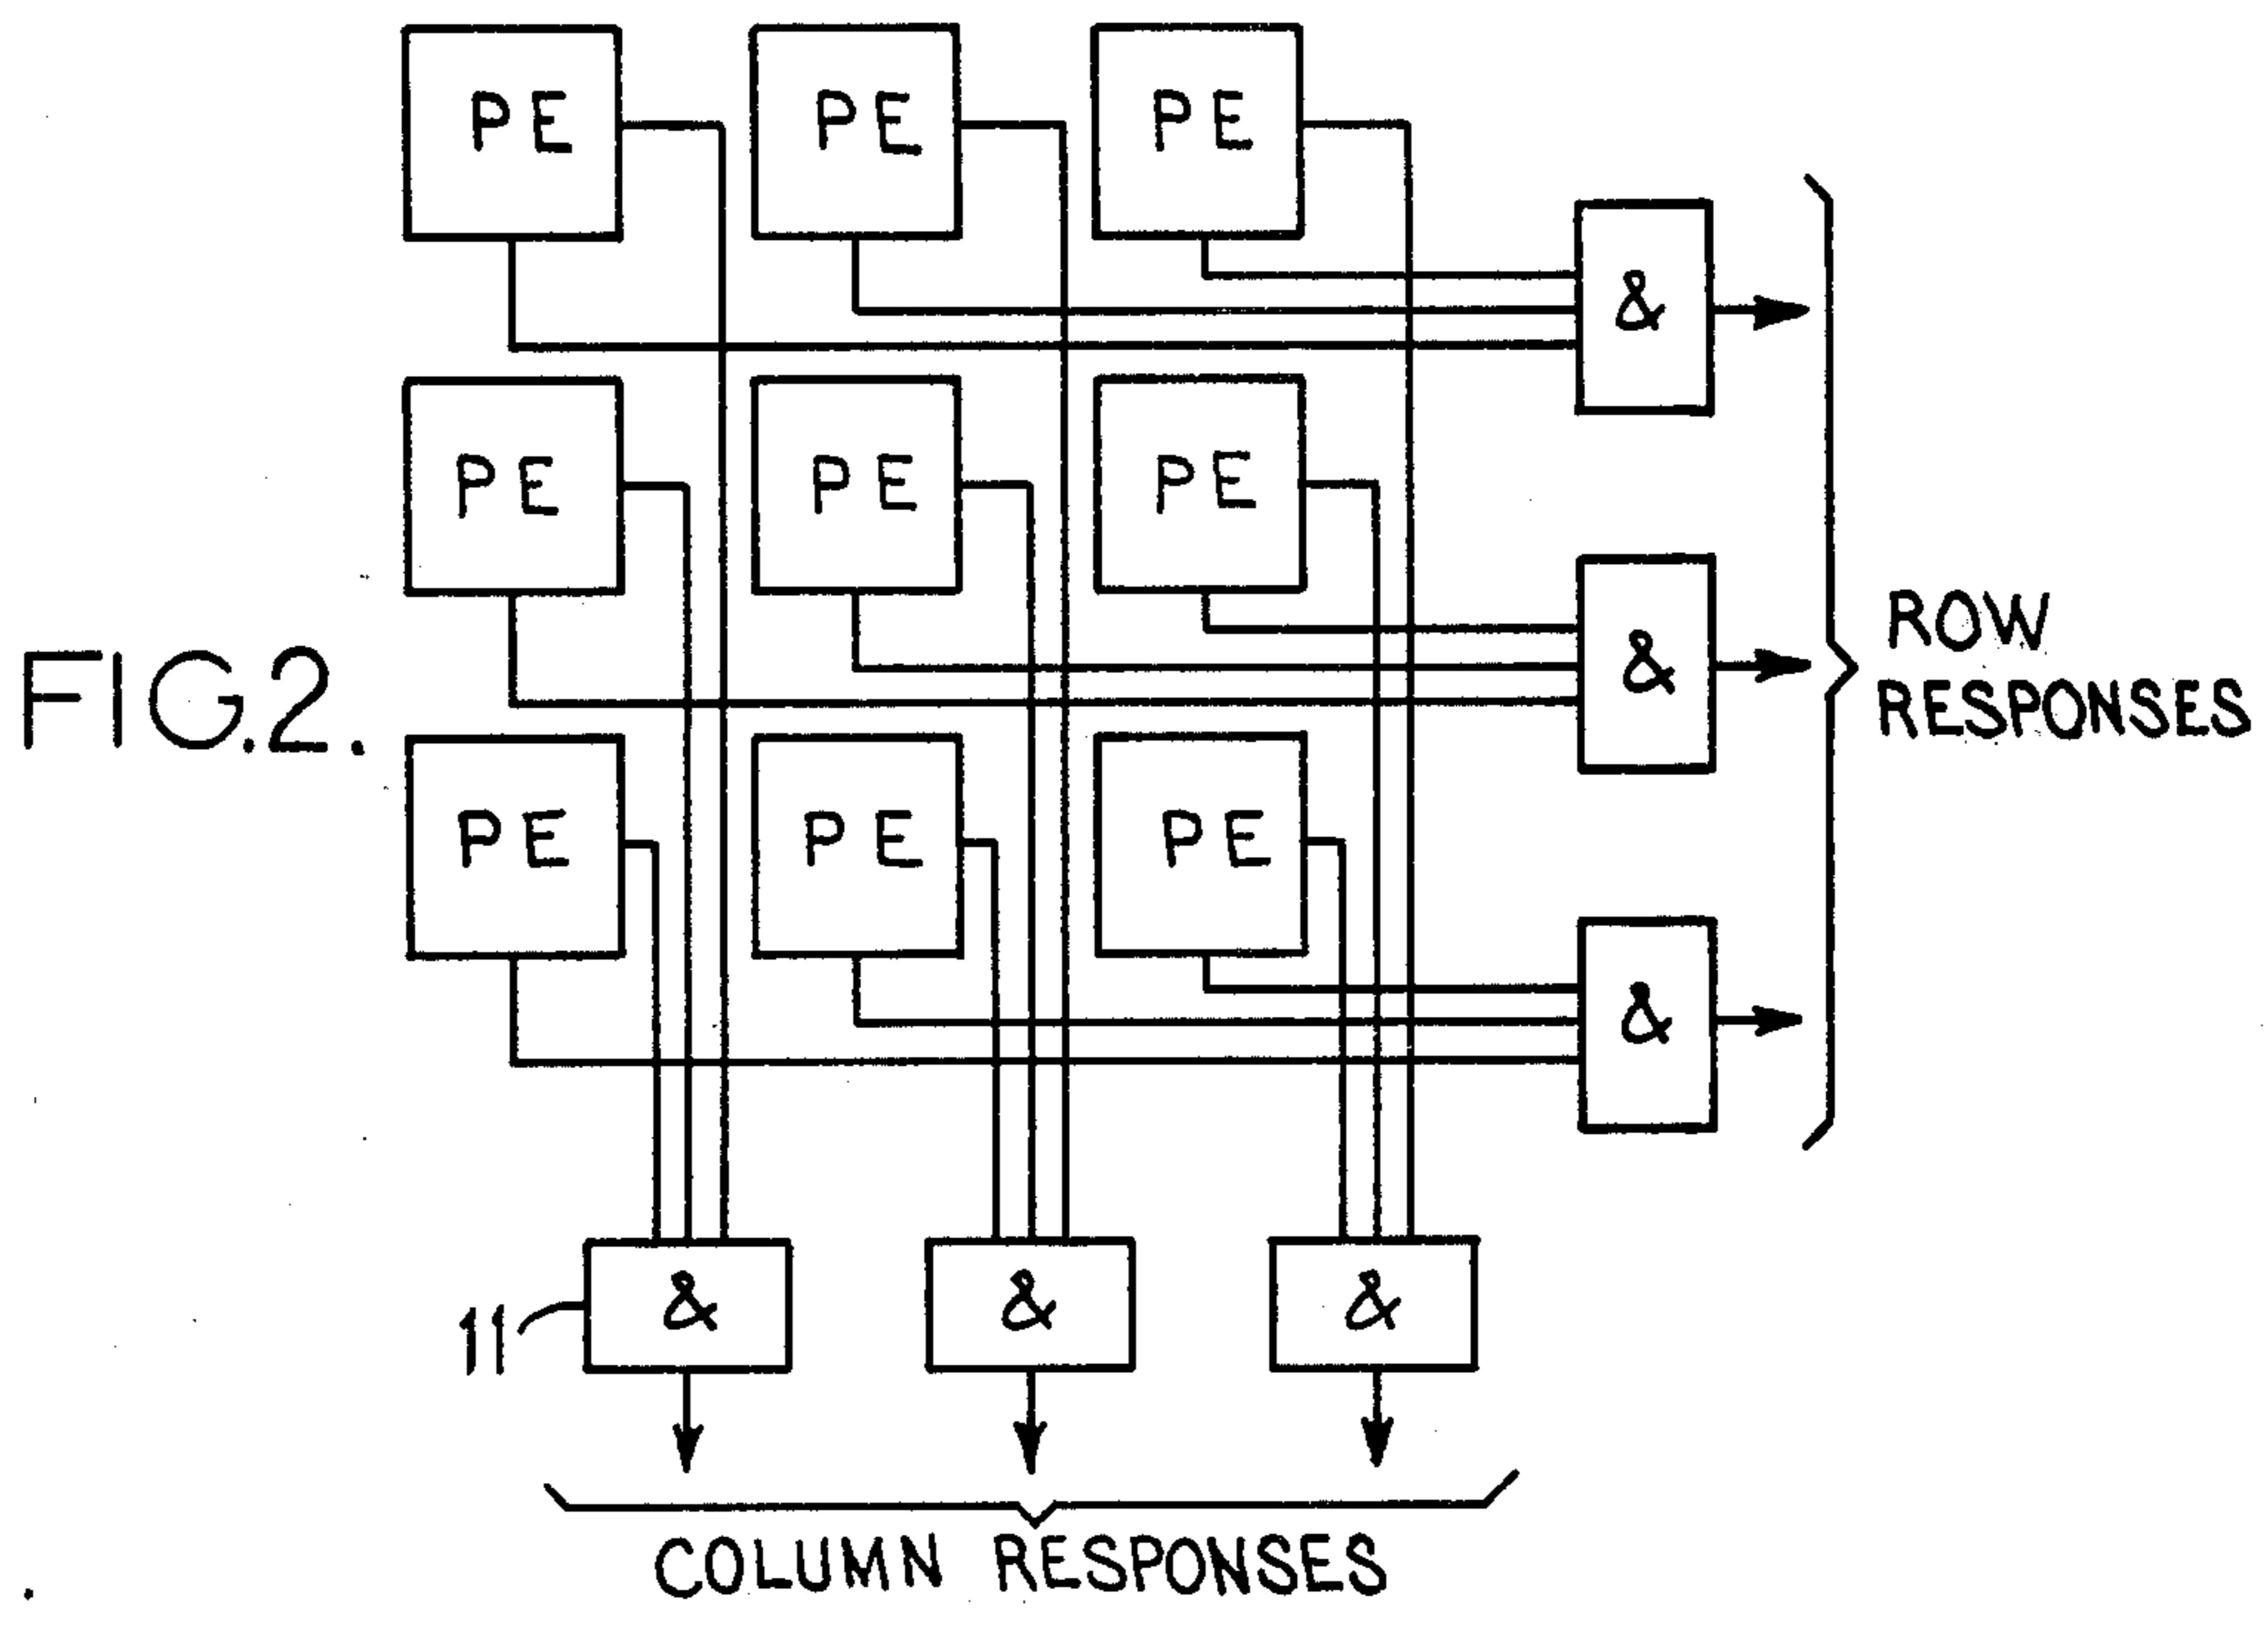 PE PE PE
&
PE PE PE
&
ROW
RESPONSES
FIG.2.
PE PE PE
&
11 & & &
COLUMN RESPONSES